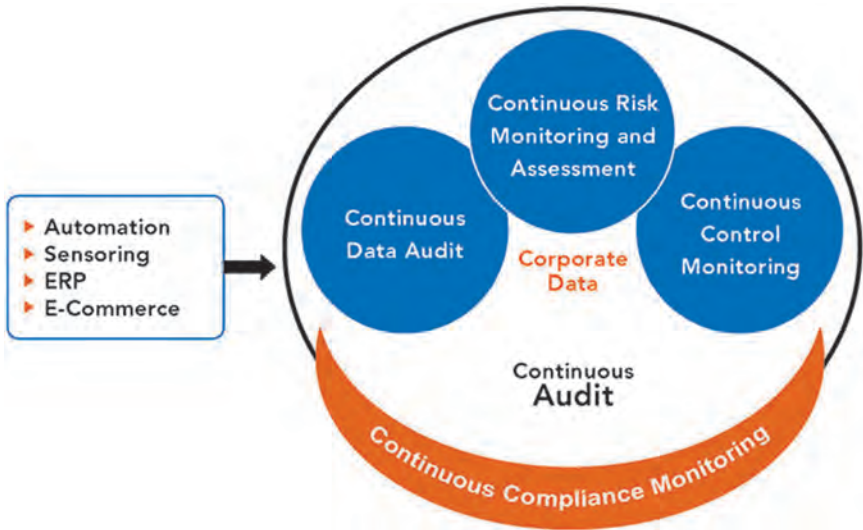 Automation
Sensoring
ERP
E-Commerce
Continuous Risk
Monitoring and
Assessment
Continuous
Data Audit
Continuous
Control
Monitoring
Corporate
Data
Continuous
Audit
Continuous Compliance Monitoring